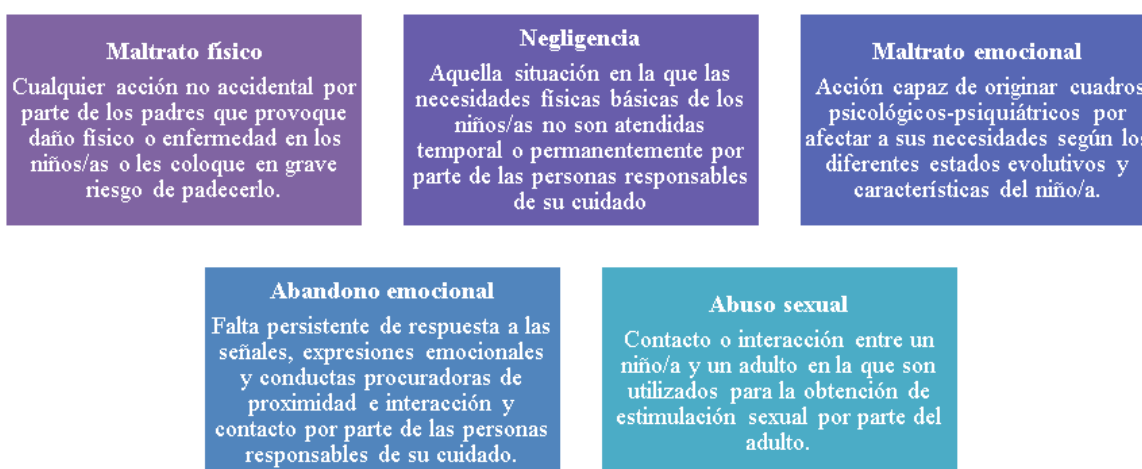 Maltrato físico
Cualquier acción no accidental por
parte de los padres que provoque
daño físico o enfermedad en los
niños/as o les coloque en grave
riesgo de padecerlo.
Negligencia
Aquella situación en la que las
necesidades físicas básicas de los
niños/as no son atendidas
temporal o permanentemente por
parte de las personas responsables
de su cuidado
Maltrato emocional
Acción capaz de originar cuadros
psicológicos-psiquiátricos por
afectar a sus necesidades según los
diferentes estados evolutivos y
características del niño/a.
Abandono emocional
Falta persistente de respuesta a las
señales, expresiones emocionales
y conductas procuradoras de
proximidad e interacción y
contacto por parte de las personas
responsables de su cuidado.
Abuso sexual
Contacto o interacción entre un
niño/a y un adulto en la que son
utilizados para la obtención de
estimulación sexual por parte del
adulto.